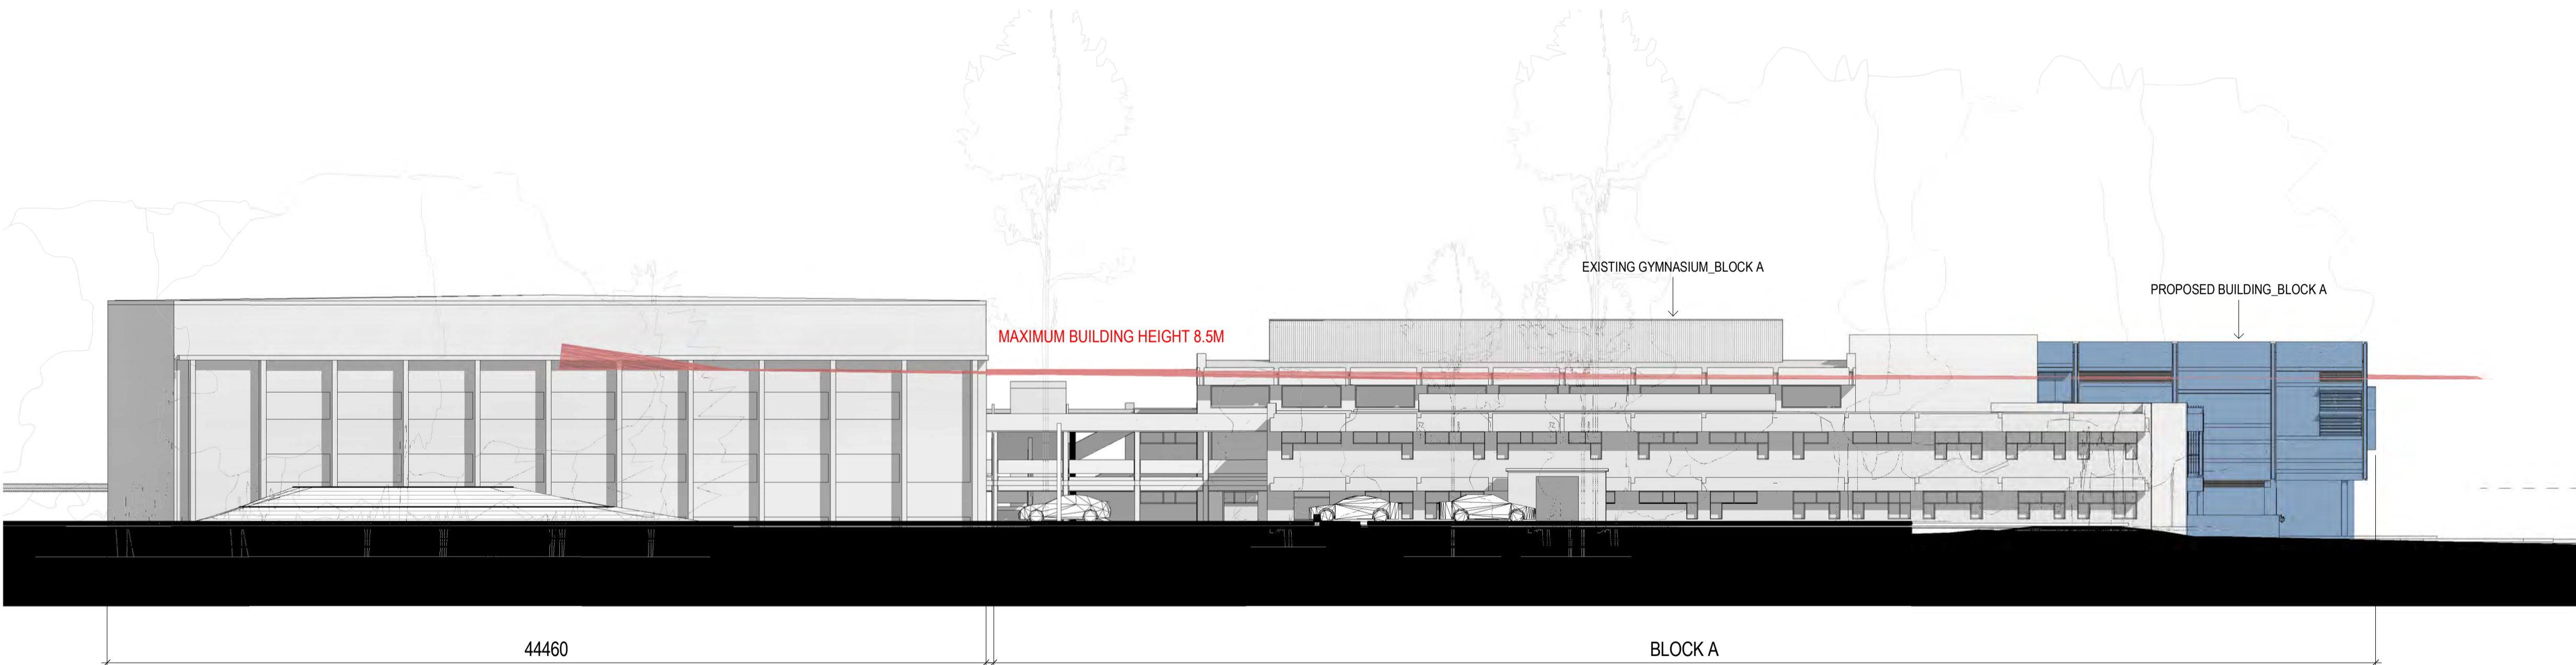 EXISTING GYMNASIUM_BLOCK A
PROPOSED BUILDING_BLOCK A
MAXIMUM BUILDING HEIGHT 8.5M
44460
BLOCK A